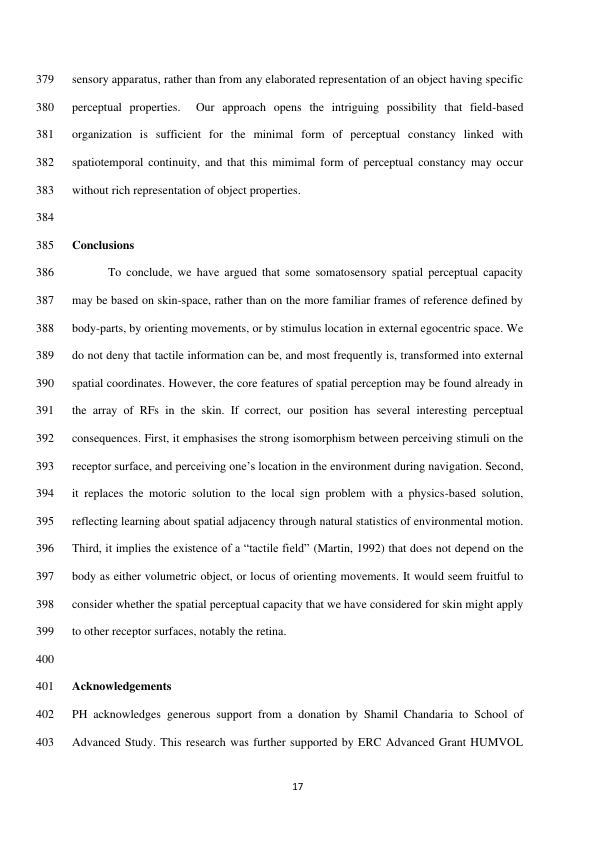 379 sensory apparatus, rather than from any elaborated representation of an object having specific
380 perceptual properties.  Our approach opens the intriguing possibility that field-based
381 organization is sufficient for the minimal form of perceptual constancy linked with
382 spatiotemporal continuity, and that this mimimal form of perceptual constancy may occur
383 without rich representation of object properties.
384
385 Conclusions
386 To conclude, we have argued that some somatosensory spatial perceptual capacity
387 may be based on skin-space, rather than on the more familiar frames of reference defined by
388 body-parts, by orienting movements, or by stimulus location in external egocentric space. We
389 do not deny that tactile information can be, and most frequently is, transformed into external
390 spatial coordinates. However, the core features of spatial perception may be found already in
391 the array of RFs in the skin. If correct, our position has several interesting perceptual
392 consequences. First, it emphasises the strong isomorphism between perceiving stimuli on the
393 receptor surface, and perceiving one’s location in the environment during navigation. Second,
394 it replaces the motoric solution to the local sign problem with a physics-based solution,
395 reflecting learning about spatial adjacency through natural statistics of environmental motion.
396 Third, it implies the existence of a “tactile field” (Martin, 1992) that does not depend on the
397 body as either volumetric object, or locus of orienting movements. It would seem fruitful to
398 consider whether the spatial perceptual capacity that we have considered for skin might apply
399 to other receptor surfaces, notably the retina.
400
401 Acknowledgements
402 PH acknowledges generous support from a donation by Shamil Chandaria to School of
403 Advanced Study. This research was further supported by ERC Advanced Grant HUMVOL
17